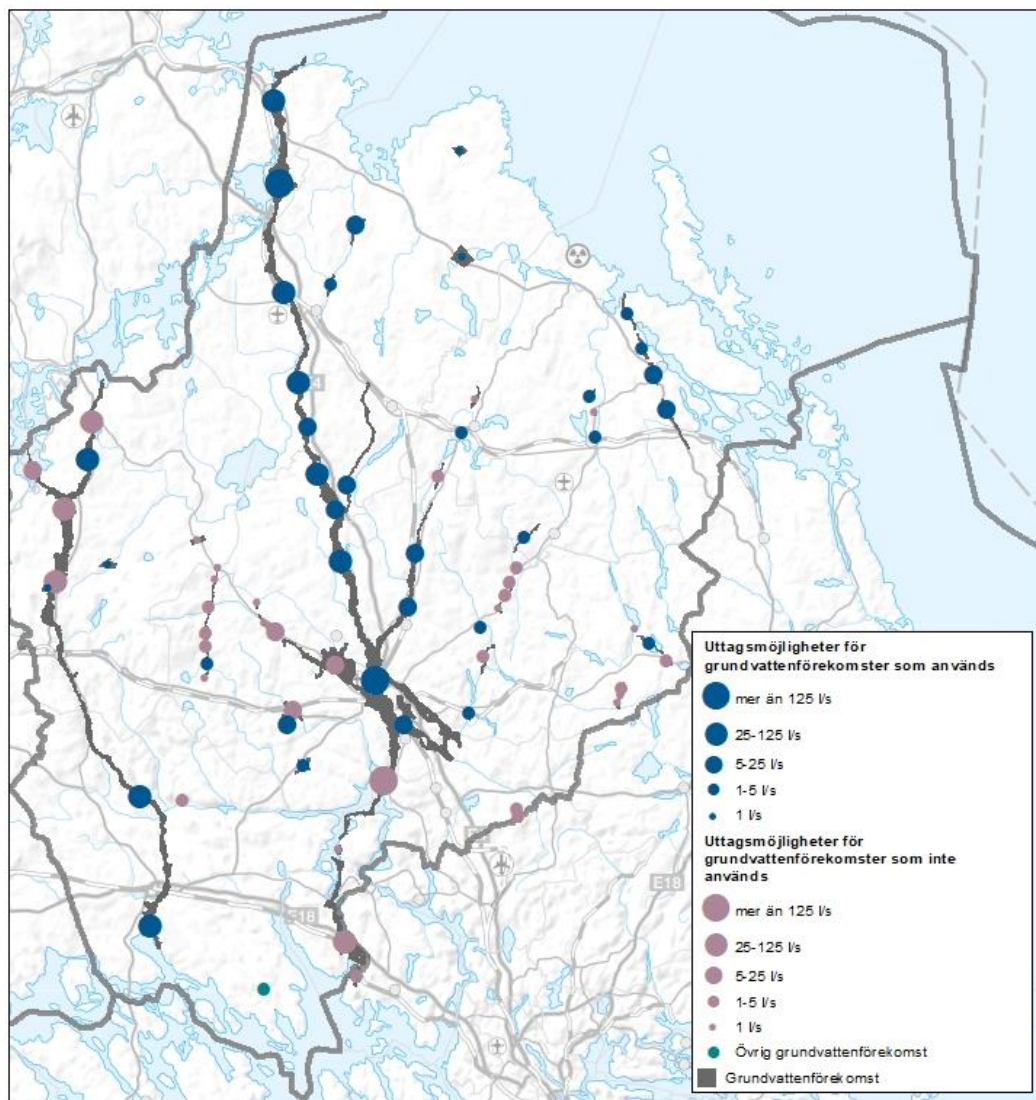 4
E18
E18
Uttagsmöjligheter för
grundvattenförekomster som används
mer än 125 l/s
25-125 l/s
5-25 l/s
1-5 l/s
1 l/s
Uttagsmöjligheter för
grundvattenförekomster som inte
används
mer än 125 l/s
25-125 l/s
5-25 l/s
1-5 l/s
1 l/s
Övrig grundvattenförekomst
Grundvattenförekomst